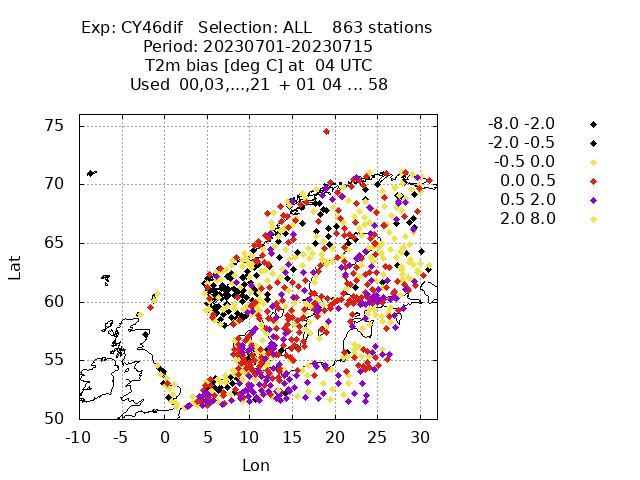 Exp: CY46dif   Selection: ALL    863 stations
Period: 20230701-20230715
T2m bias [deg C] at  04 UTC
Used  00,03,...,21  + 01 04 ... 58
-8.0 -2.0
-2.0 -0.5
-0.5 0.0
0.0 0.5
0.5 2.0
2.0 8.0
Lat
75
70
65
60
55
50
-10 -5 0 5 10 15 20 25 30
Lon